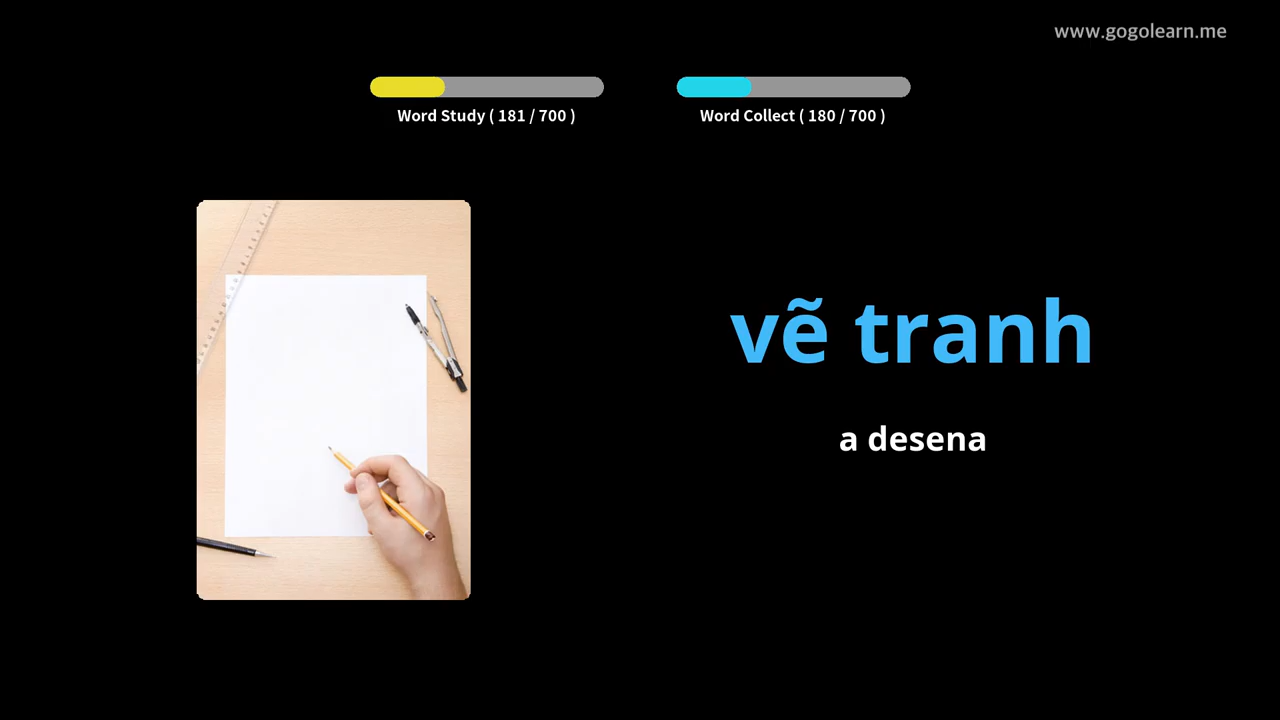 www.gogolearn.me
Word Study ( 181 / 700 )
Word Collect ( 180 / 700 )
vẽ tranh
a desena